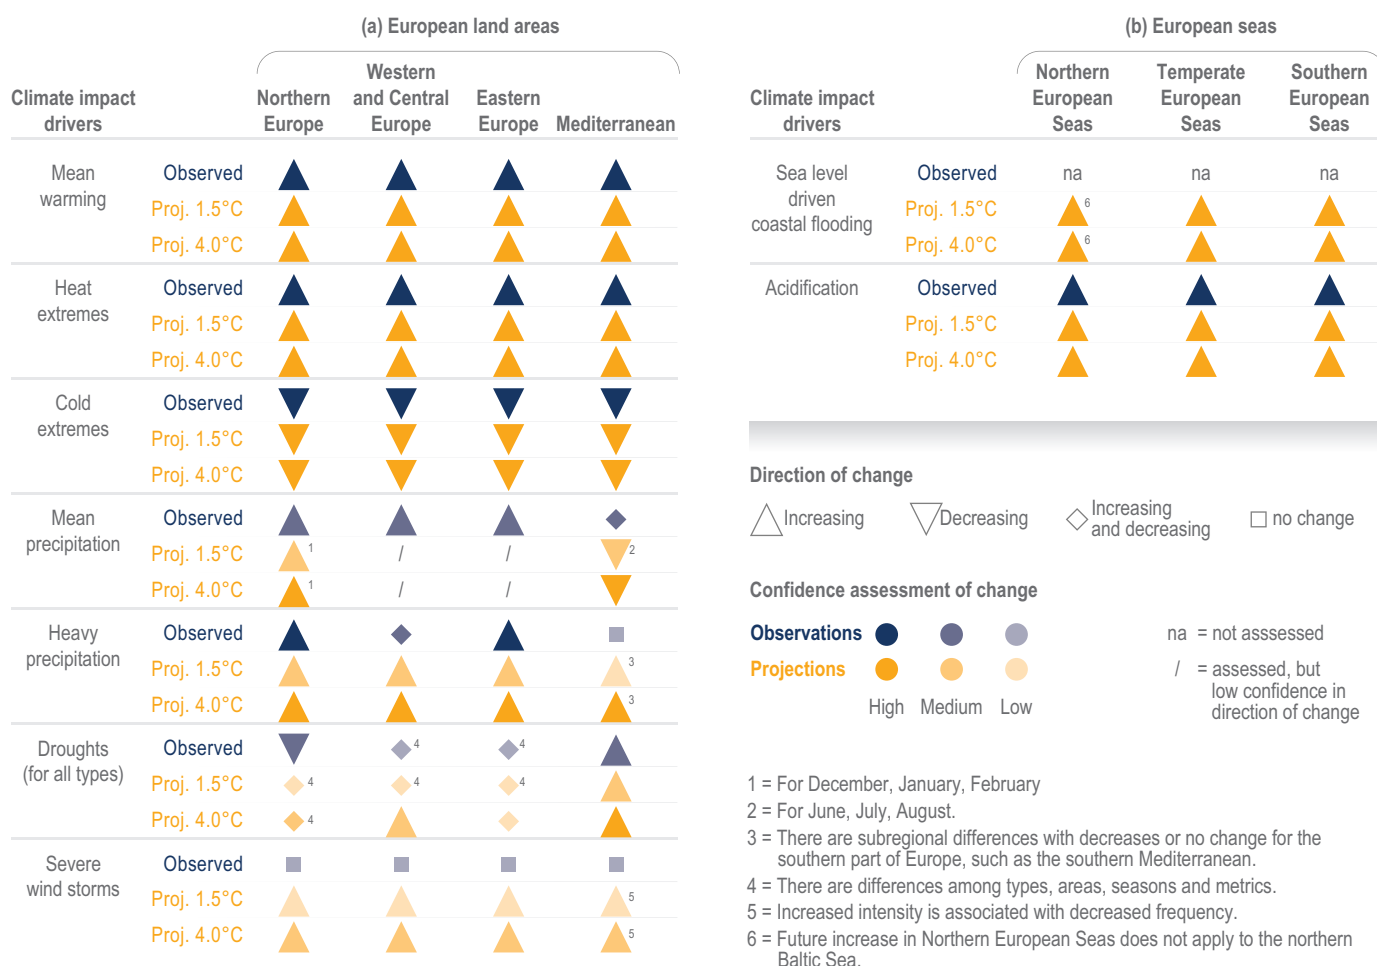 (a) European land areas
Climate impact
drivers
Northern
Europe
Western
and Central
Europe
Eastern
Europe
Mediterranean
Mean
warming
Observed
Proj. 1.5°C
Proj. 4.0°C
Heat
extremes
Observed
Proj. 1.5°C
Proj. 4.0°C
Cold
extremes
Observed
Proj. 1.5°C
Proj. 4.0°C
Mean
precipitation
Observed
Proj. 1.5°C 1 / / 2
Proj. 4.0°C 1 / /
Heavy
precipitation
Observed
Proj. 1.5°C 3
Proj. 4.0°C 3
Droughts
(for all types)
Observed 4 4
Proj. 1.5°C 4 4 4
Proj. 4.0°C 4
Severe
wind storms
Observed
Proj. 1.5°C 5
Proj. 4.0°C 5
(b) European seas
Climate impact
drivers
Northern
European
Seas
Temperate
European
Seas
Southern
European
Seas
Sea level
driven
coastal flooding
Observed na na na
Proj. 1.5°C 6
Proj. 4.0°C 6
Acidification
Observed
Proj. 1.5°C
Proj. 4.0°C
Direction of change
Increasing
Decreasing
Increasing
and decreasing
no change
Confidence assessment of change
Observations
Projections
High Medium Low
na = not asssessed
/ = assessed, but
low confidence in
direction of change
1 = For December, January, February
2 = For June, July, August.
3 = There are subregional differences with decreases or no change for the
southern part of Europe, such as the southern Mediterranean.
4 = There are differences among types, areas, seasons and metrics.
5 = Increased intensity is associated with decreased frequency.
6 = Future increase in Northern European Seas does not apply to the northern
Baltic Sea.